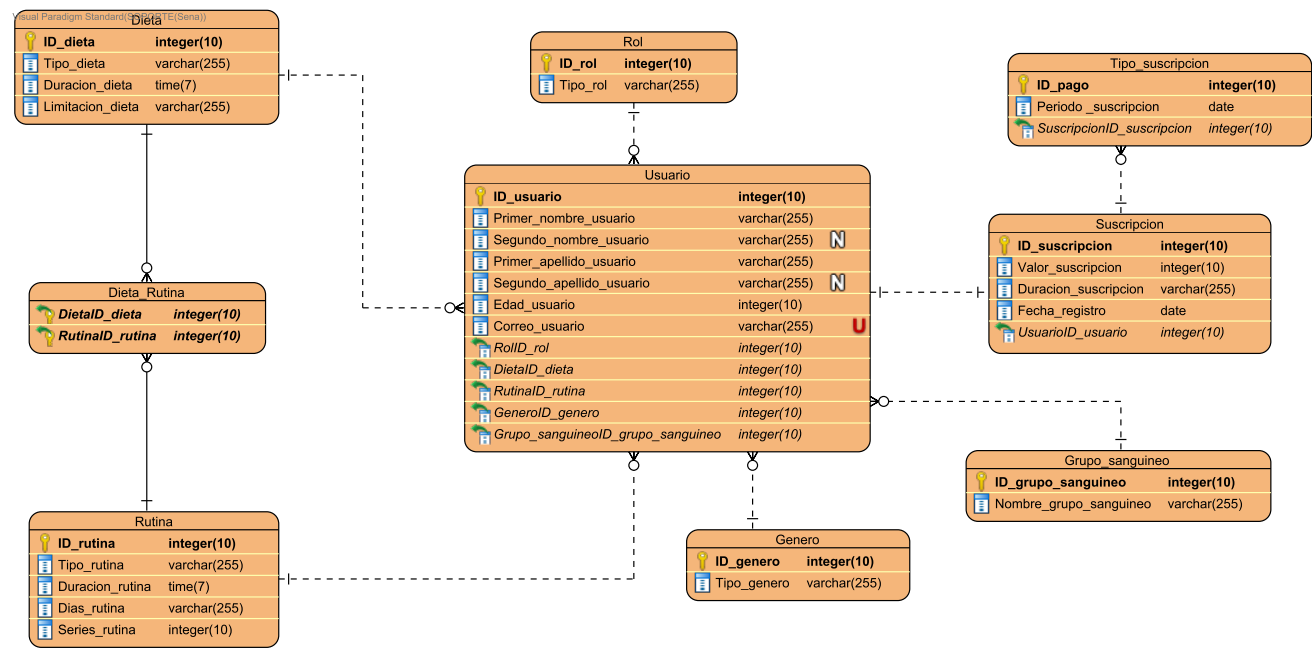 Visual Paradigm Standard(SOPORTE(Sena))
Dieta
ID_dieta integer(10)
Tipo_dieta varchar(255)
Duracion_dieta time(7)
Limitacion_dieta varchar(255)
Rol
ID_rol integer(10)
Tipo_rol varchar(255)
Tipo_suscripcion
ID_pago integer(10)
Periodo _suscripcion date
SuscripcionID_suscripcion integer(10)
Usuario
ID_usuario integer(10)
Primer_nombre_usuario varchar(255)
Segundo_nombre_usuario varchar(255) N
Primer_apellido_usuario varchar(255)
Segundo_apellido_usuario varchar(255) N
Edad_usuario integer(10)
Correo_usuario varchar(255) U
RolID_rol integer(10)
DietaID_dieta integer(10)
RutinaID_rutina integer(10)
GeneroID_genero integer(10)
Grupo_sanguineoID_grupo_sanguineo integer(10)
Suscripcion
ID_suscripcion integer(10)
Valor_suscripcion integer(10)
Duracion_suscripcion varchar(255)
Fecha_registro date
UsuarioID_usuario integer(10)
Dieta_Rutina
DietaID_dieta integer(10)
RutinaID_rutina integer(10)
Grupo_sanguineo
ID_grupo_sanguineo integer(10)
Nombre_grupo_sanguineo varchar(255)
Rutina
ID_rutina integer(10)
Tipo_rutina varchar(255)
Duracion_rutina time(7)
Dias_rutina varchar(255)
Series_rutina integer(10)
Genero
ID_genero integer(10)
Tipo_genero varchar(255)